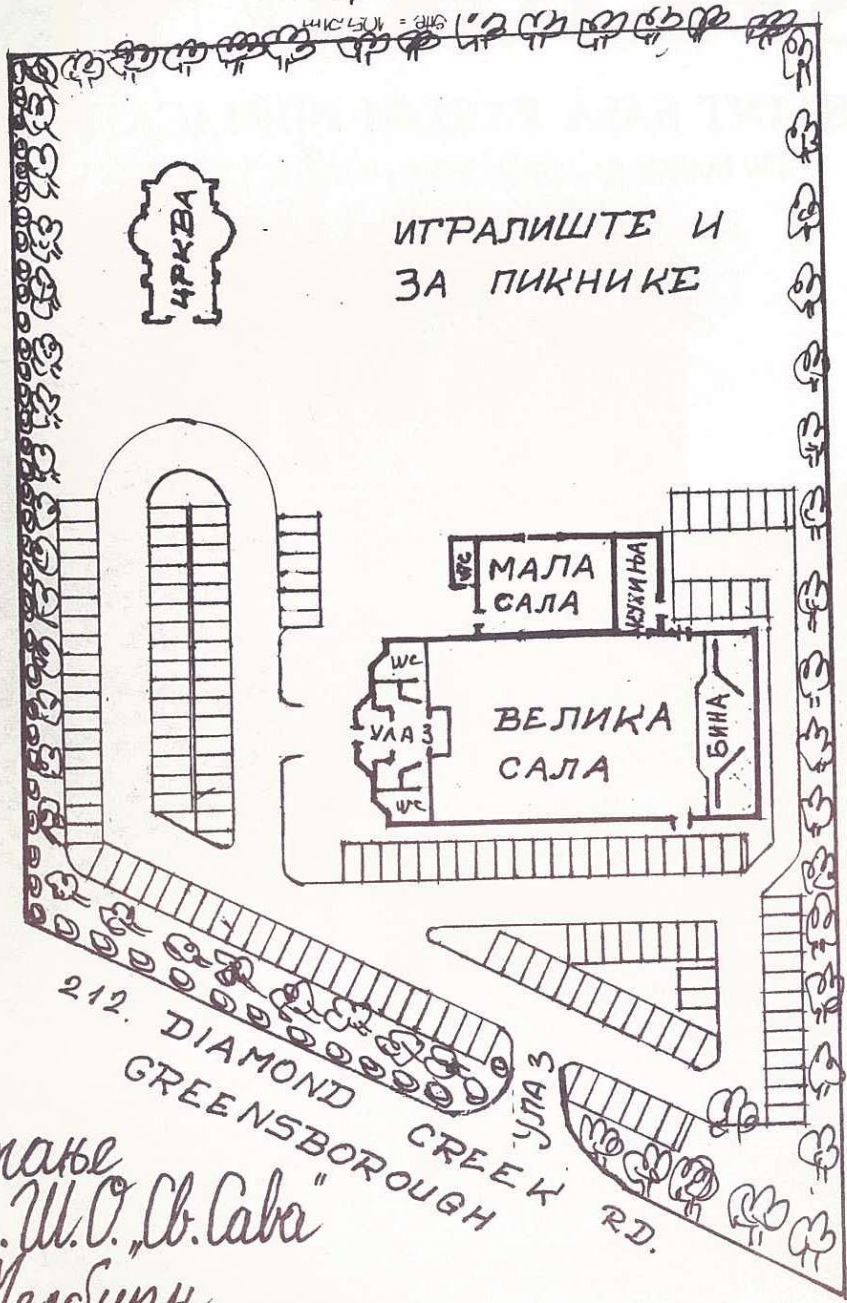 site =
ЦРКВА
ИГРАЛИШТЕ И
ЗА ПИКНИКЕ
WC
МАЛА
САЛА
КУХИЊА
WC
УЛАЗ
WC
ВЕЛИКА
САЛА
БИНА
УЛАЗ
212. DIAMOND CREEK RD.
GREENSBOROUGH
Ш.О. „Св. Сава"